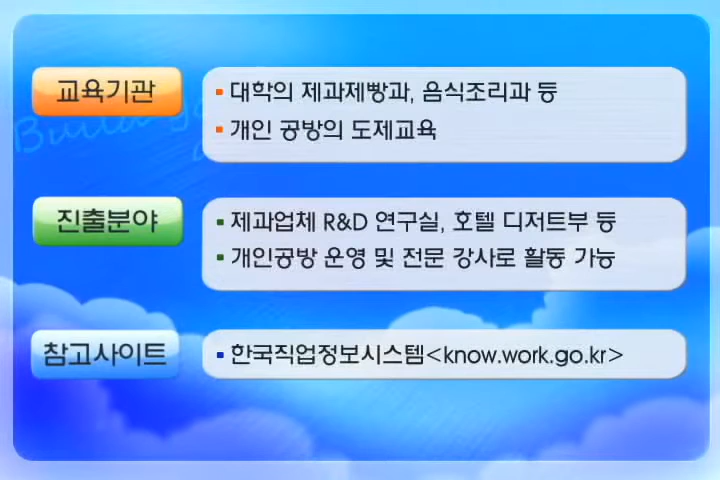 교육기관
▪ 대학의 제과제빵과, 음식조리과 등
▪ 개인 공방의 도제교육
진출분야
▪ 제과업체 R&D 연구실, 호텔 디저트부 등
▪ 개인공방 운영 및 전문 강사로 활동 가능
참고사이트
▪ 한국직업정보시스템<know.work.go.kr>